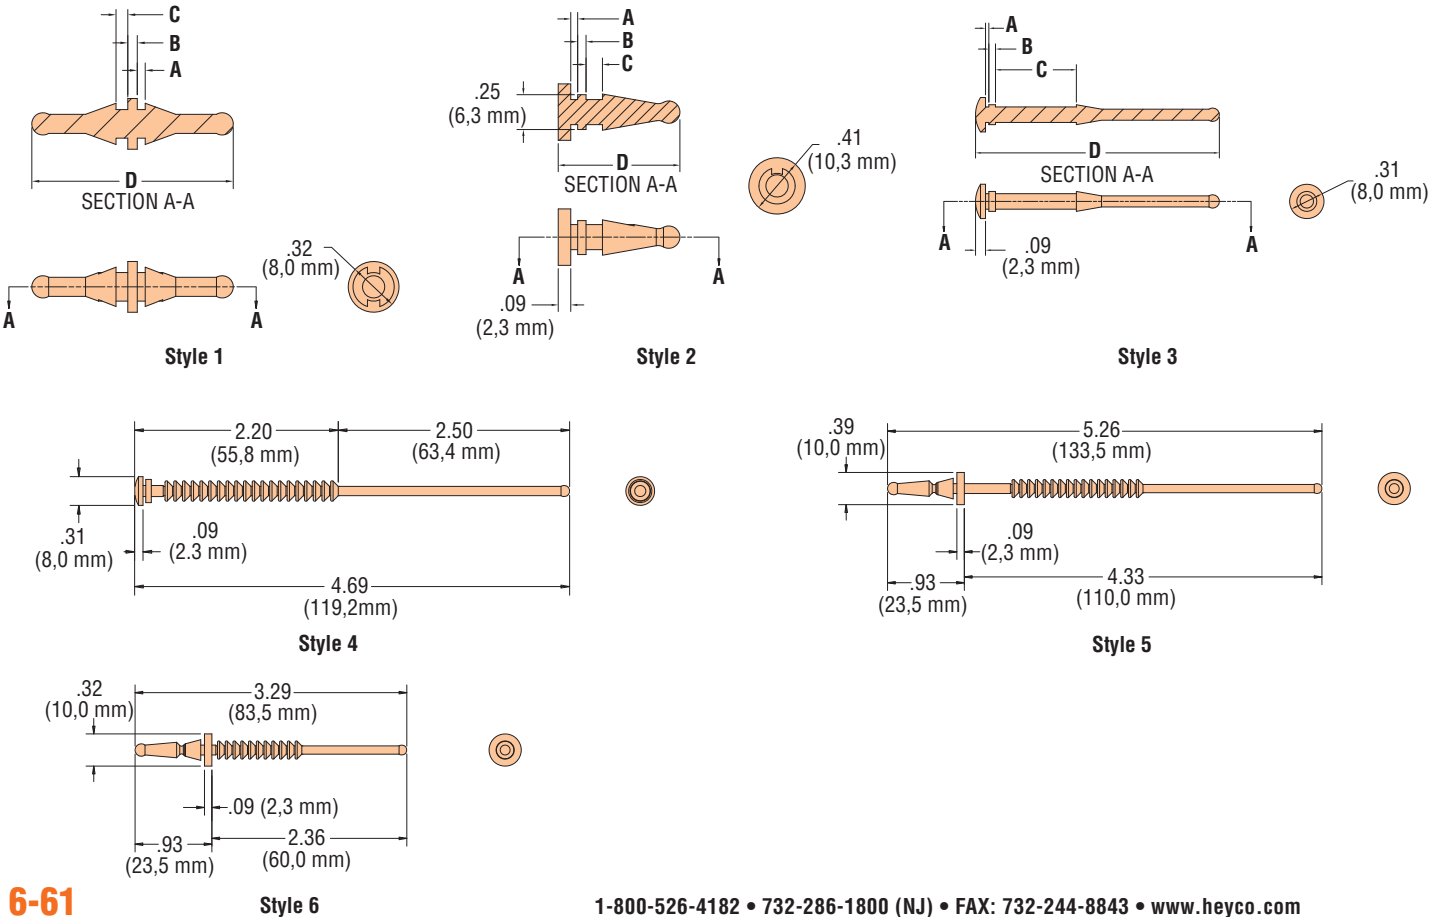 C
B
A
D
SECTION A-A
.32
(8,0 mm)
A
A
Style 1
A
B
C
.25
(6,3 mm)
D
SECTION A-A
.41
(10,3 mm)
A
A
.09
(2,3 mm)
Style 2
A
B
C
D
SECTION A-A
.31
(8,0 mm)
A
A
.09
(2,3 mm)
Style 3
2.20
(55,8 mm)
2.50
(63,4 mm)
.31
(8,0 mm)
.09
(2.3 mm)
4.69
(119,2mm)
Style 4
.39
(10,0 mm)
5.26
(133,5 mm)
.09
(2,3 mm)
.93
(23,5 mm)
4.33
(110,0 mm)
Style 5
.32
(10,0 mm)
3.29
(83,5 mm)
.09 (2,3 mm)
.93
(23,5 mm)
2.36
(60,0 mm)
Style 6
6-61
1-800-526-4182 • 732-286-1800 (NJ) • FAX: 732-244-8843 • www.heyco.com